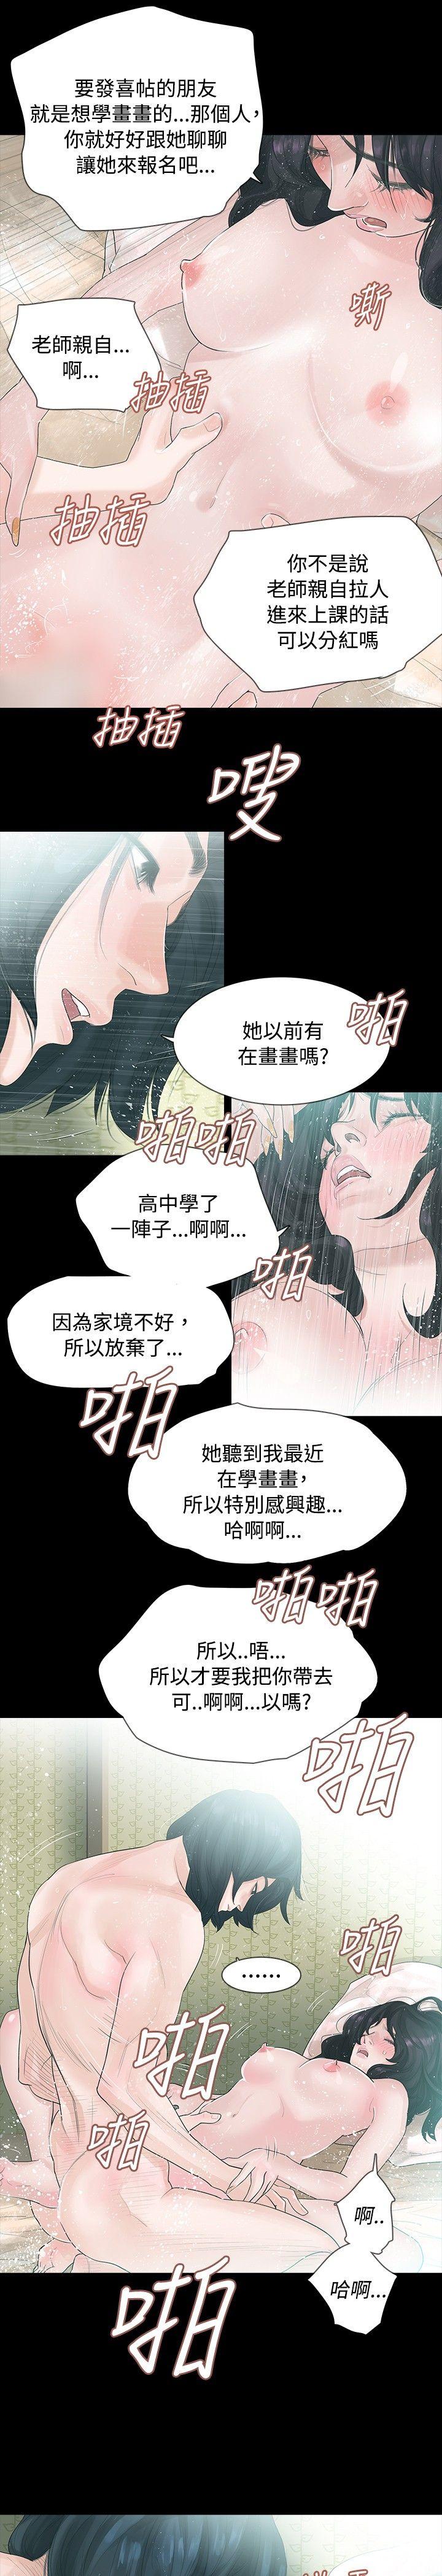 要發喜帖的朋友
就是想學畫畫的...那個人,
你就好好跟她聊聊
讓她來報名吧...
嘶
老師親自...
啊...
抽插
抽插
你不是說
老師親自拉人
進來上課的話
可以分紅嗎
抽插
嗖
啪
她以前有
在畫畫嗎?
啪啪
高中學了
一陣子...啊啊...
啪
因為家境不好,
所以放棄了...
啪
她聽到我最近
在學畫畫,
所以特別感興趣...
哈啊啊...
啪啪
所以..唔...
所以才要我把你帶去
可..啊啊...以嗎?
啪
啪
......
啪
啪
啊..
哈啊...
啪